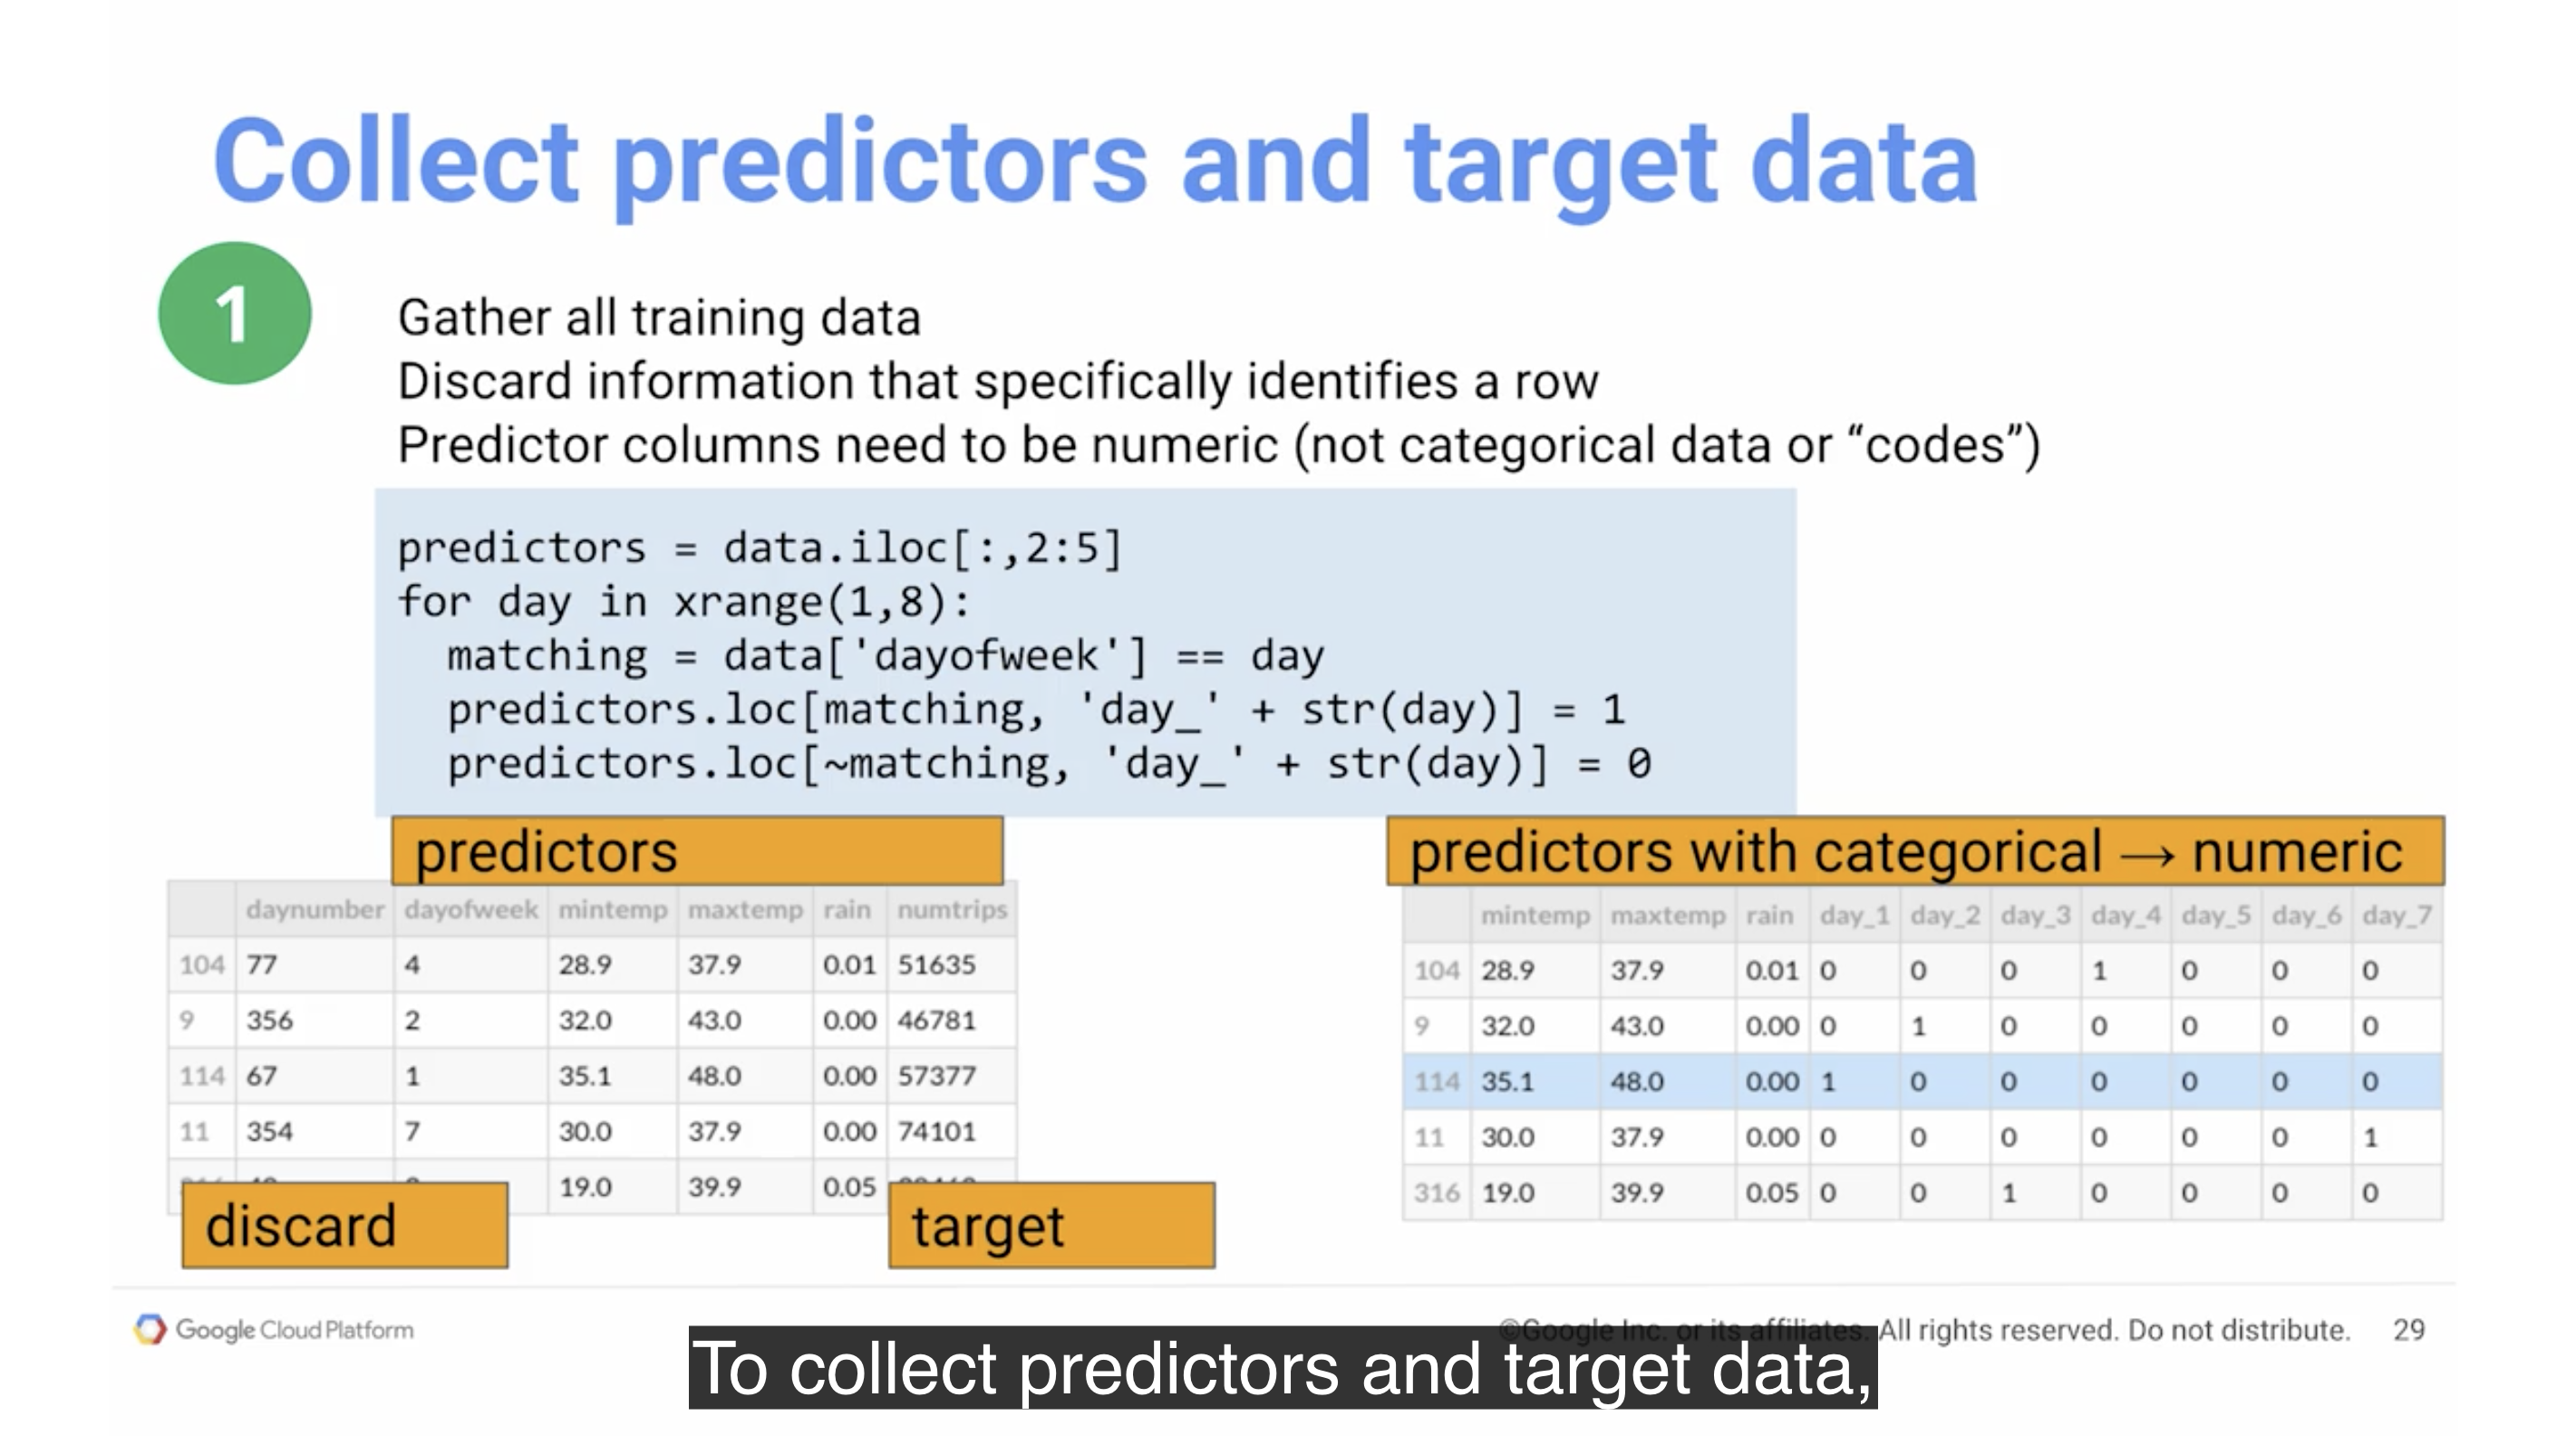 Collect predictors and target data
1
Gather all training data
Discard information that specifically identifies a row
Predictor columns need to be numeric (not categorical data or “codes”)
predictors = data.iloc[:,2:5]
for day in xrange(1,8):
  matching = data['dayofweek'] == day
  predictors.loc[matching, 'day_' + str(day)] = 1
  predictors.loc[~matching, 'day_' + str(day)] = 0
predictors
daynumber dayofweek mintemp maxtemp rain numtrips
104 77 4 28.9 37.9 0.01 51635
9 356 2 32.0 43.0 0.00 46781
114 67 1 35.1 48.0 0.00 57377
11 354 7 30.0 37.9 0.00 74101
19.0 39.9 0.05
discard
target
predictors with categorical → numeric
mintemp maxtemp rain day_1 day_2 day_3 day_4 day_5 day_6 day_7
104 28.9 37.9 0.01 0 0 0 1 0 0 0
9 32.0 43.0 0.00 0 1 0 0 0 0 0
114 35.1 48.0 0.00 1 0 0 0 0 0 0
11 30.0 37.9 0.00 0 0 0 0 0 0 1
316 19.0 39.9 0.05 0 0 1 0 0 0 0
Google Cloud Platform
©Google Inc. or its affiliates. All rights reserved. Do not distribute. 29
To collect predictors and target data,